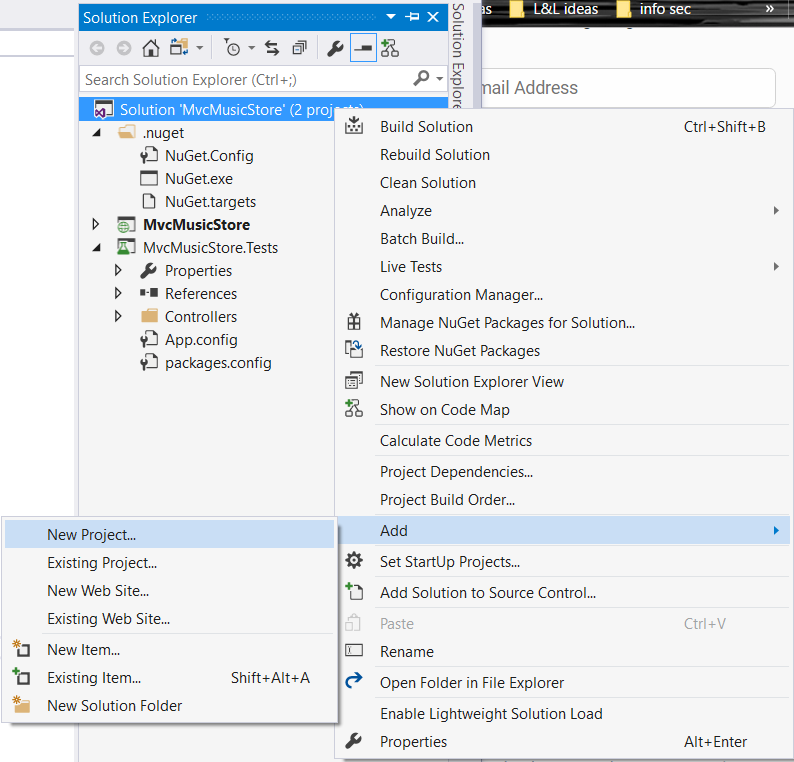 Solution Explorer
as
L&L ideas
info sec
»
Search Solution Explorer (Ctrl+;)
Solution Explore
mail Address
Solution 'MvcMusicStore' (2 projects)
.nuget
NuGet.Config
NuGet.exe
NuGet.targets
MvcMusicStore
MvcMusicStore.Tests
Properties
References
Controllers
App.config
packages.config
Build Solution Ctrl+Shift+B
Rebuild Solution
Clean Solution
Analyze
Batch Build...
Live Tests
Configuration Manager...
Manage NuGet Packages for Solution...
Restore NuGet Packages
New Solution Explorer View
Show on Code Map
Calculate Code Metrics
Project Dependencies...
Project Build Order...
Add
Set StartUp Projects...
Add Solution to Source Control...
Paste Ctrl+V
Rename
Open Folder in File Explorer
Enable Lightweight Solution Load
Properties Alt+Enter
New Project...
Existing Project...
New Web Site...
Existing Web Site...
New Item...
Existing Item... Shift+Alt+A
New Solution Folder